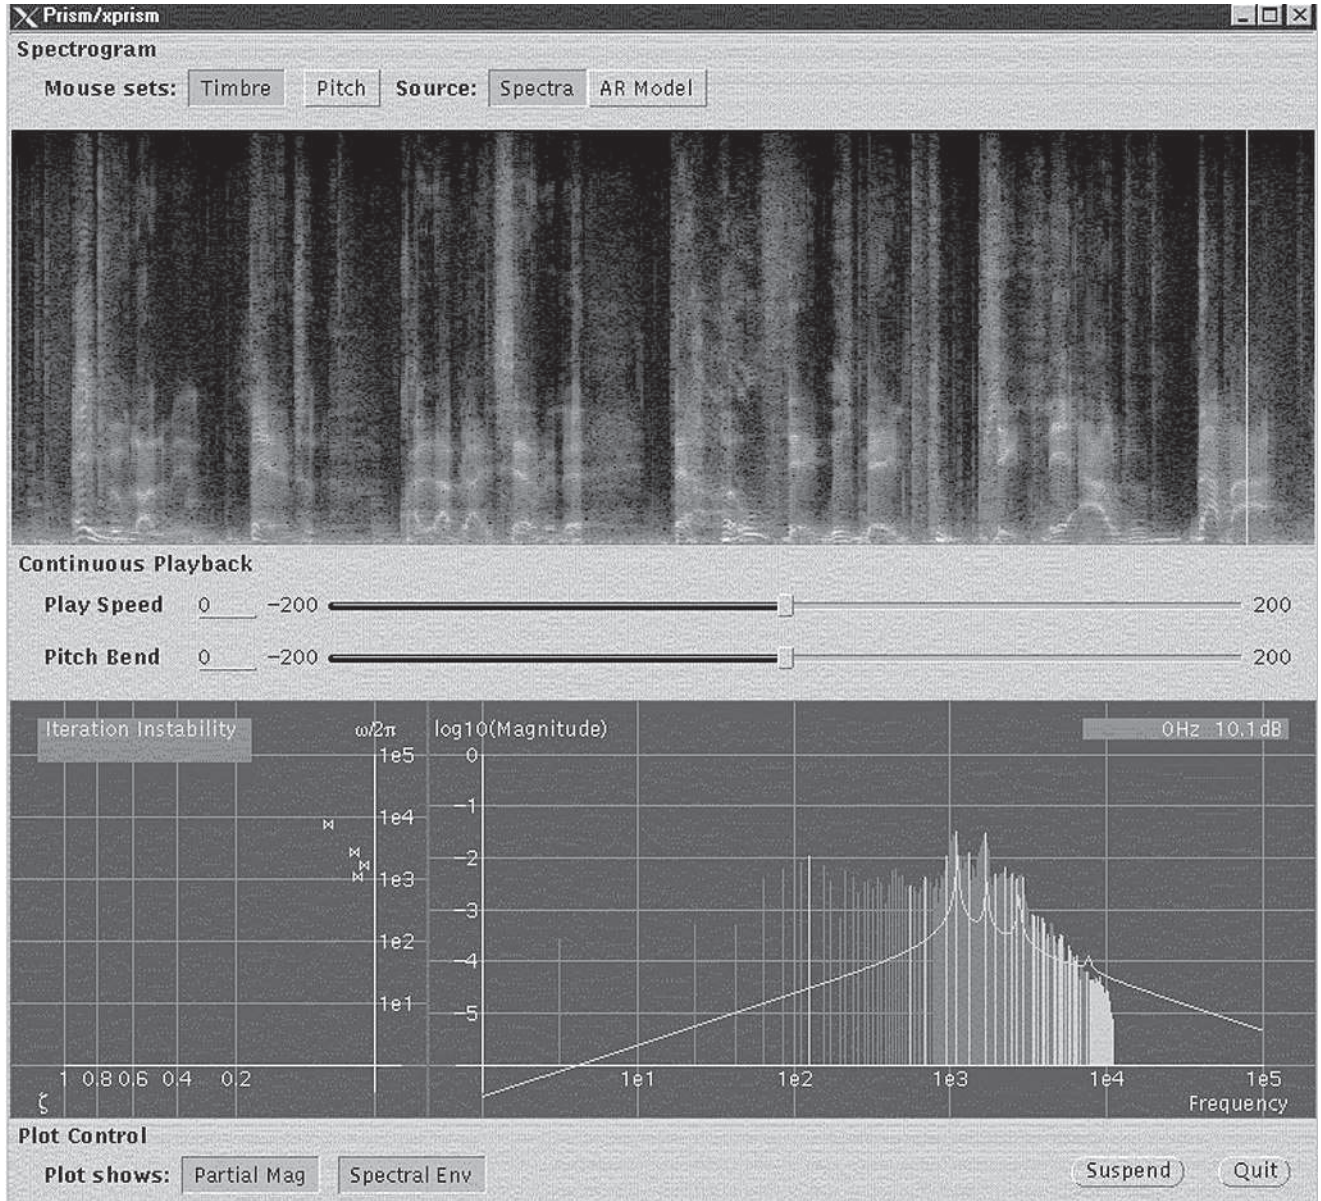 Prism/xprism
Spectrogram
Mouse sets: Timbre Pitch Source: Spectra AR Model
Continuous Playback
Play Speed 0 -200 200
Pitch Bend 0 -200 200
Iteration Instability ω/2π log10(Magnitude) 0Hz 10.1dB
1e5 0
-1
1e4
-2
1e3
-3
1e2
-4
1e1
-5
1 0.8 0.6 0.4 0.2 1e1 1e2 1e3 1e4 1e5
ζ Frequency
Plot Control
Plot shows: Partial Mag Spectral Env Suspend Quit